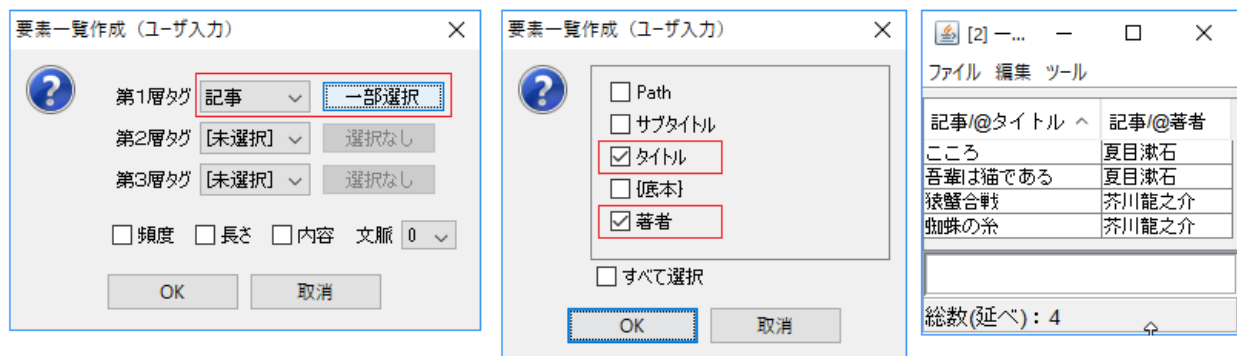 要素一覧作成（ユーザ入力）
第1層タグ 記事 一部選択
第2層タグ [未選択] 選択なし
第3層タグ [未選択] 選択なし
頻度 長さ 内容 文脈 0
OK 取消
要素一覧作成（ユーザ入力）
Path
サブタイトル
タイトル
{底本}
著者
すべて選択
OK 取消
[2] —...
ファイル 編集 ツール
記事/@タイトル 記事/@著者
こころ 夏目漱石
吾輩は猫である 夏目漱石
猿蟹合戦 芥川龍之介
蜘蛛の糸 芥川龍之介
総数(延べ)：4